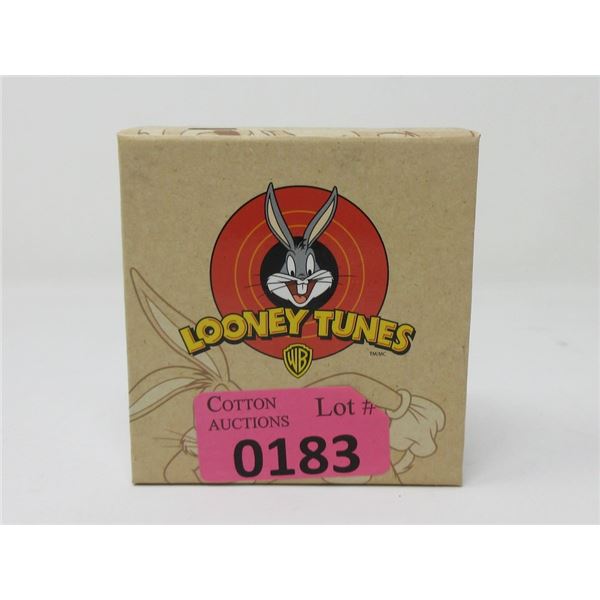 LOONEY TUNES
WB
TM/MC
COTTON
AUCTIONS
Lot #
0183